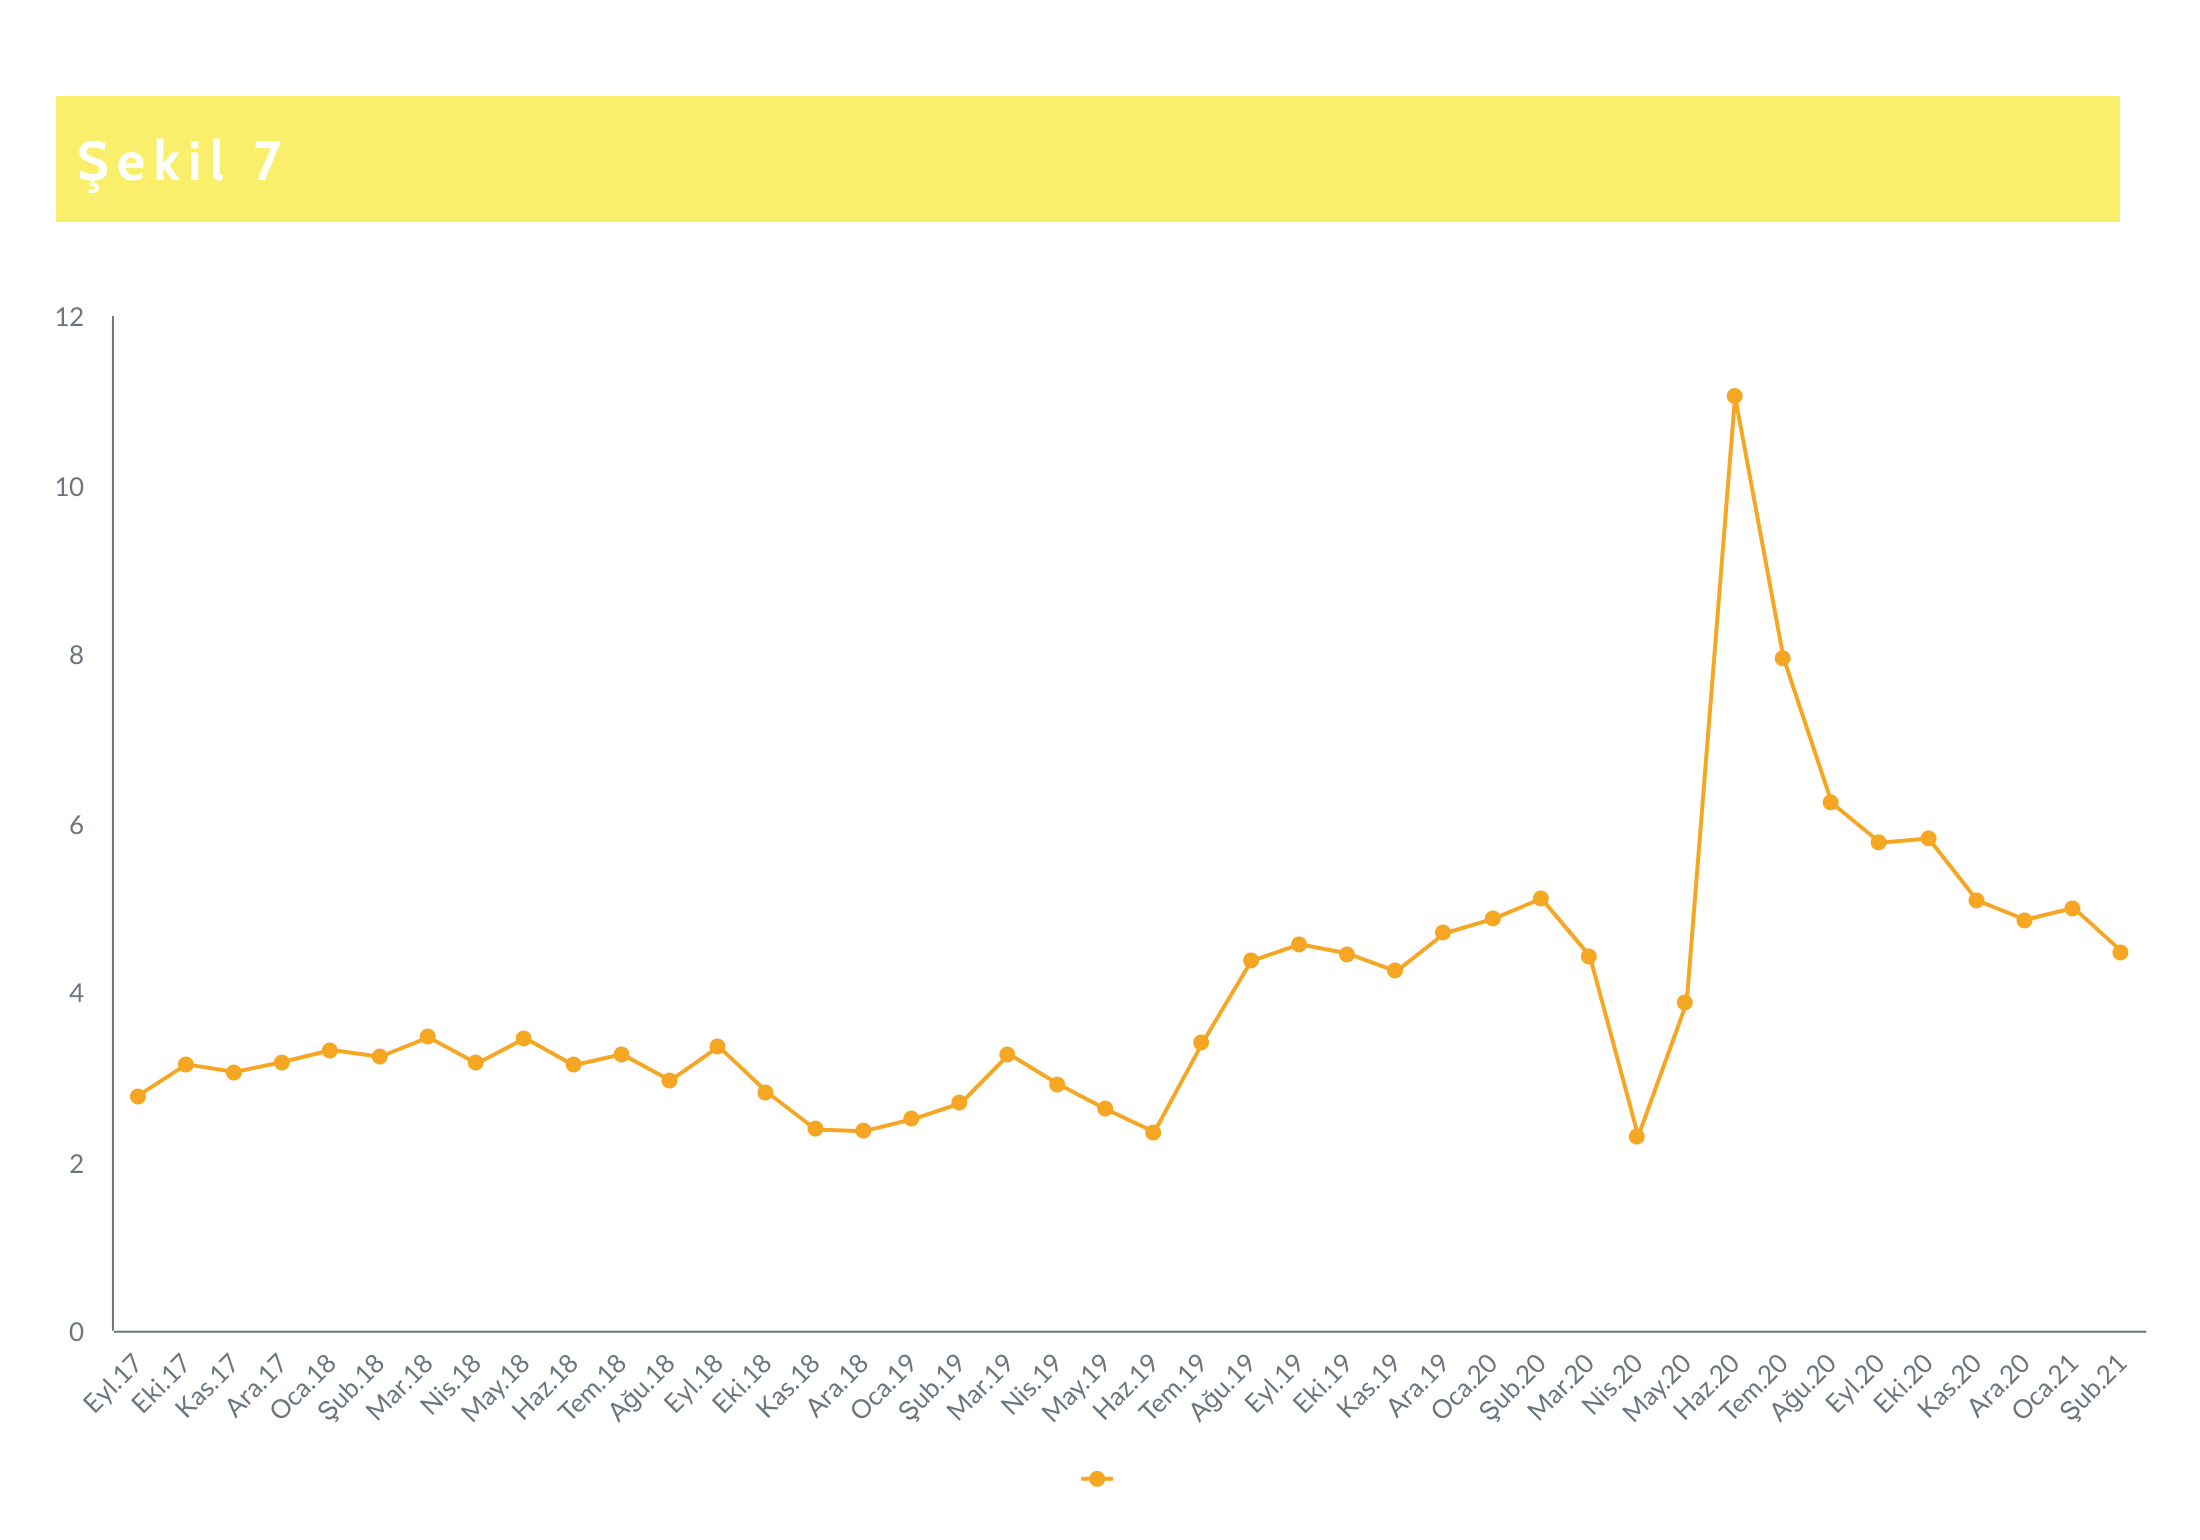 Şekil 7
12
10
8
6
4
2
0
Eyl.17
Eki.17
Kas.17
Ara.17
Oca.18
Şub.18
Mar.18
Nis.18
May.18
Haz.18
Tem.18
Ağu.18
Eyl.18
Eki.18
Kas.18
Ara.18
Oca.19
Şub.19
Mar.19
Nis.19
May.19
Haz.19
Tem.19
Ağu.19
Eyl.19
Eki.19
Kas.19
Ara.19
Oca.20
Şub.20
Mar.20
Nis.20
May.20
Haz.20
Tem.20
Ağu.20
Eyl.20
Eki.20
Kas.20
Ara.20
Oca.21
Şub.21